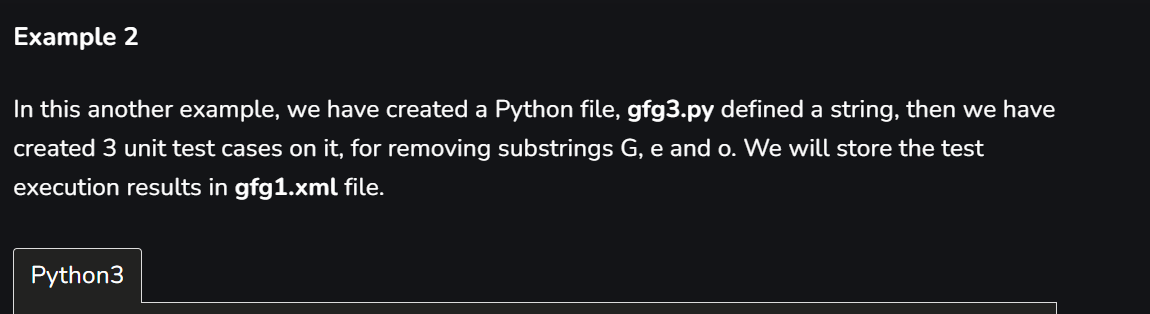 Example 2
In this another example, we have created a Python file, gfg3.py defined a string, then we have
created 3 unit test cases on it, for removing substrings G, e and o. We will store the test
execution results in gfg1.xml file.
Python3